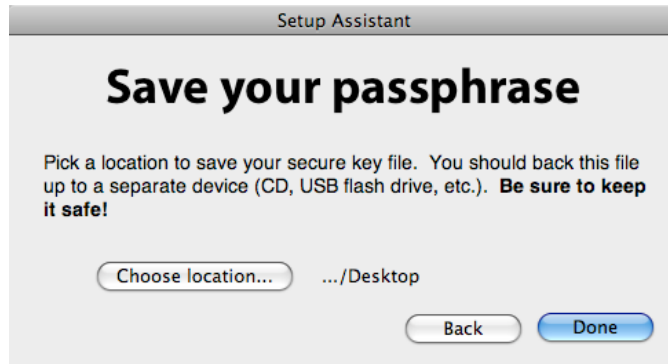 Setup Assistant
Save your passphrase
Pick a location to save your secure key file.  You should back this file
up to a separate device (CD, USB flash drive, etc.).  Be sure to keep
it safe!
Choose location... .../Desktop
Back Done